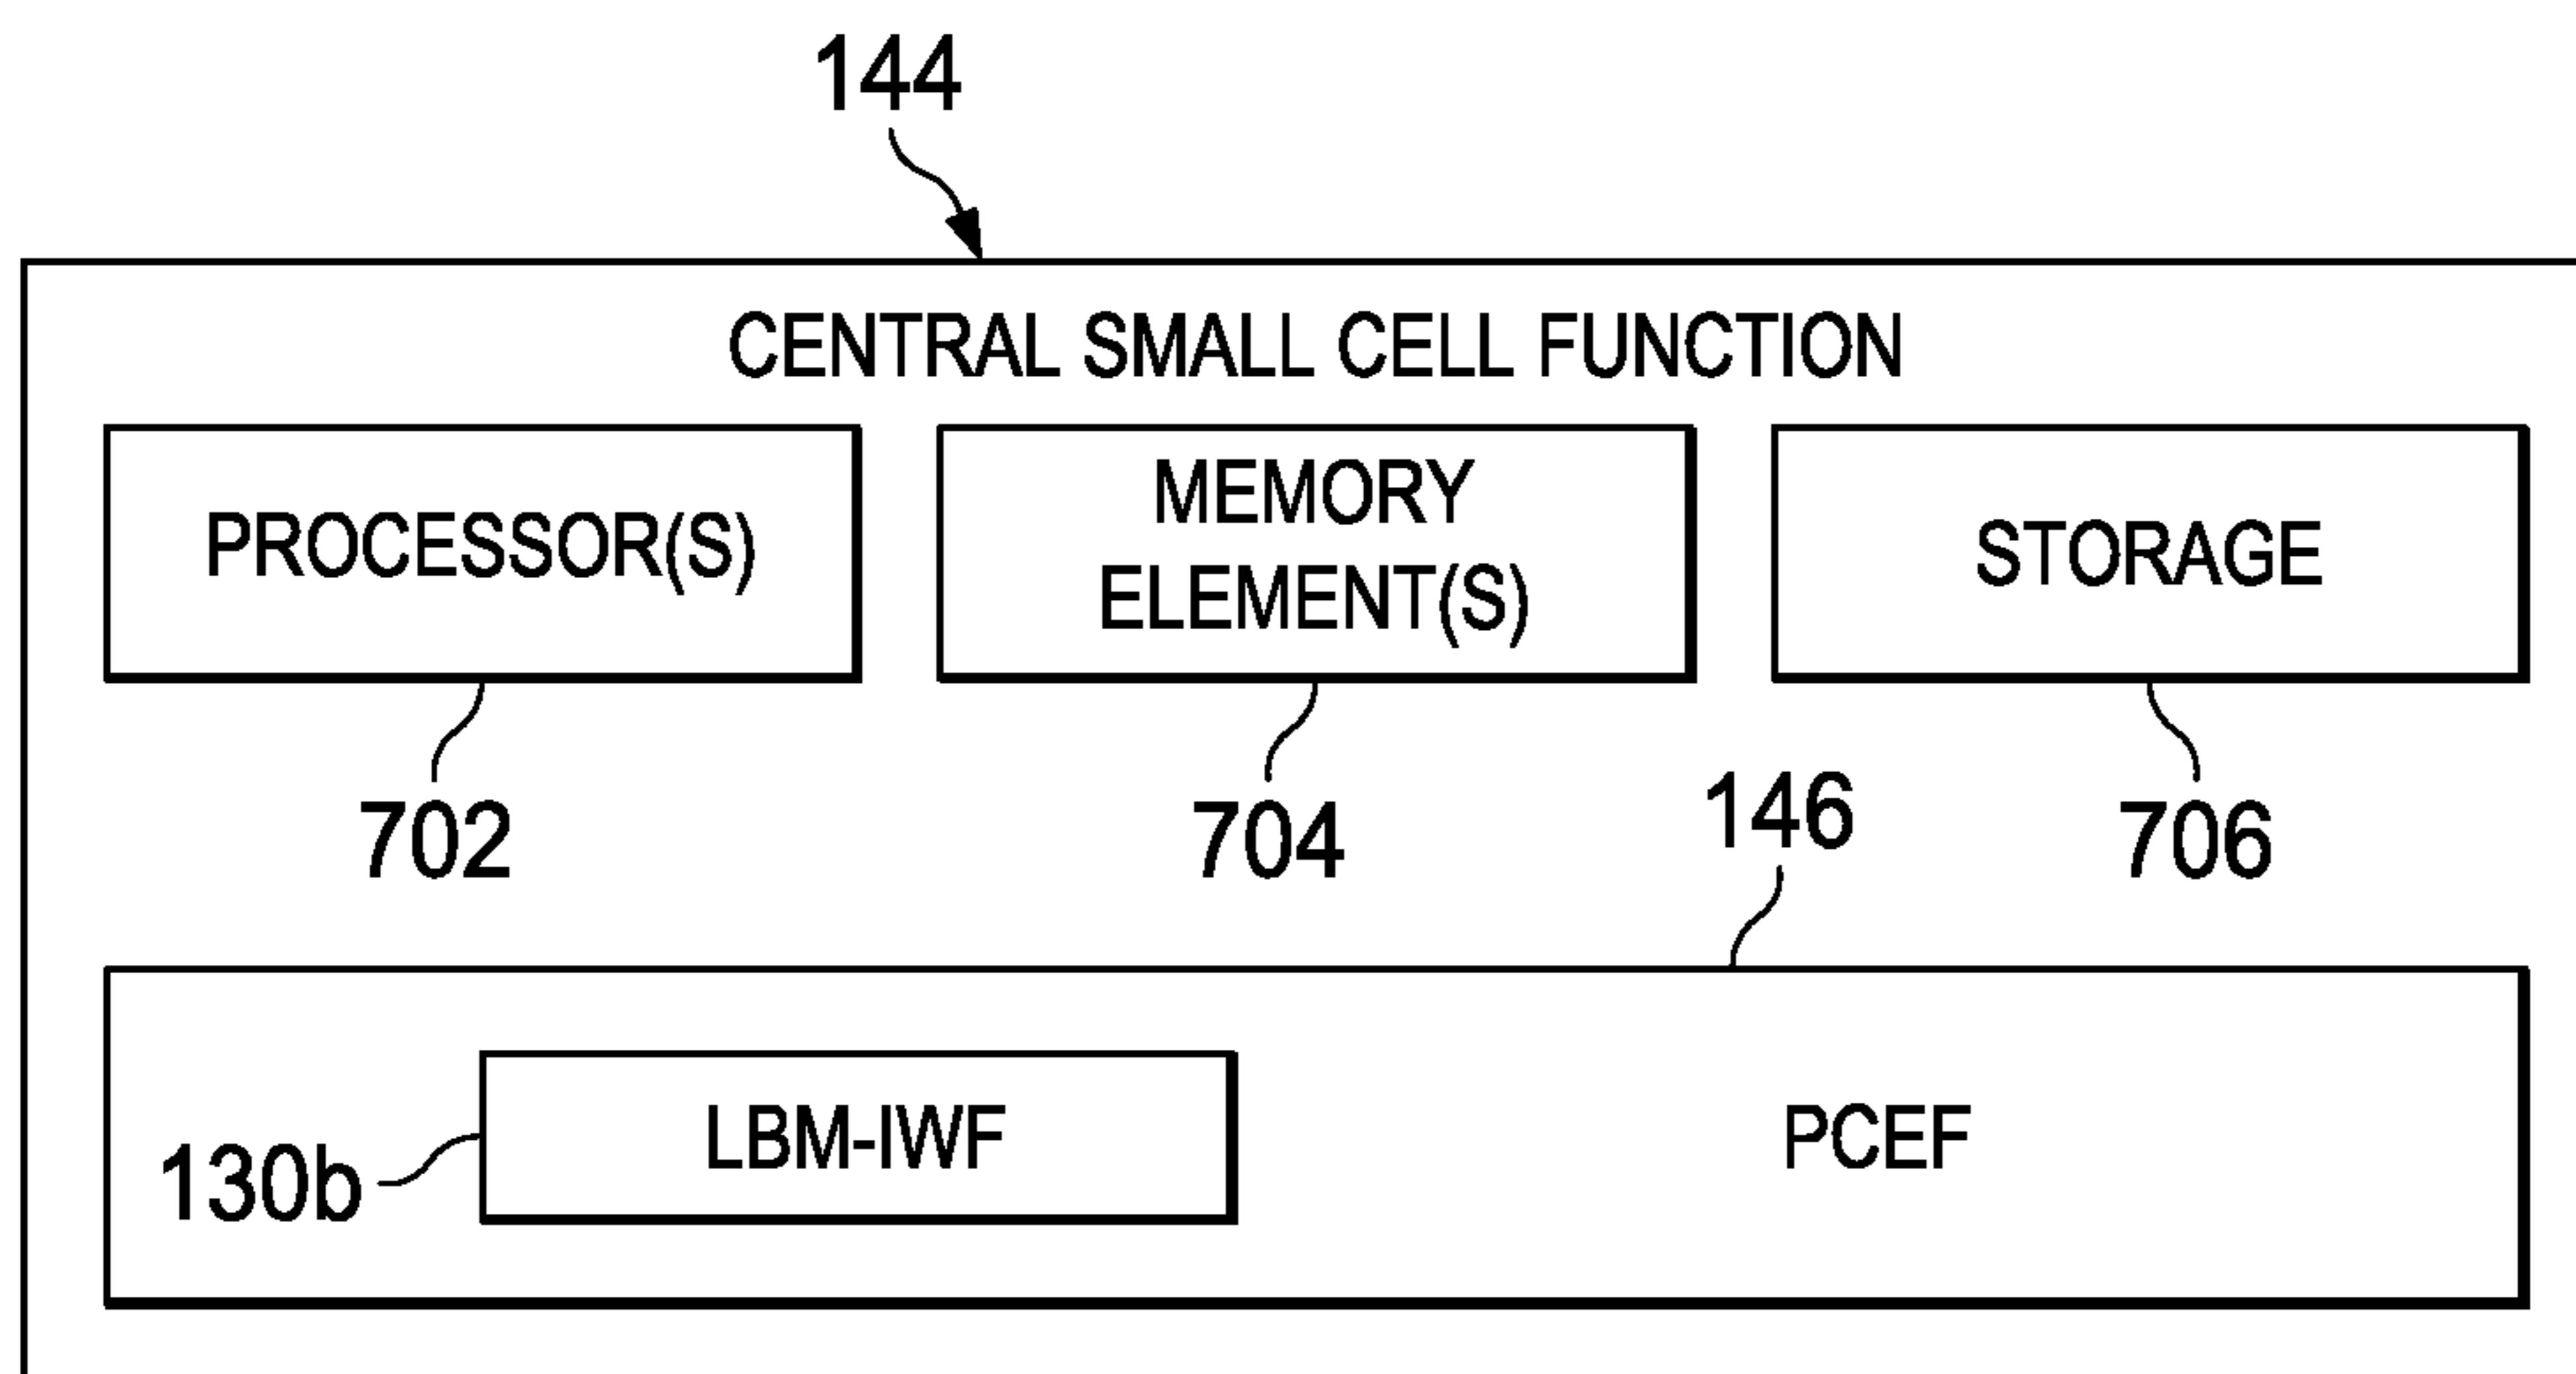 144
CENTRAL SMALL CELL FUNCTION
PROCESSOR(S)
MEMORY
ELEMENT(S)
STORAGE
702
704
146
706
130b
LBM-IWF
PCEF